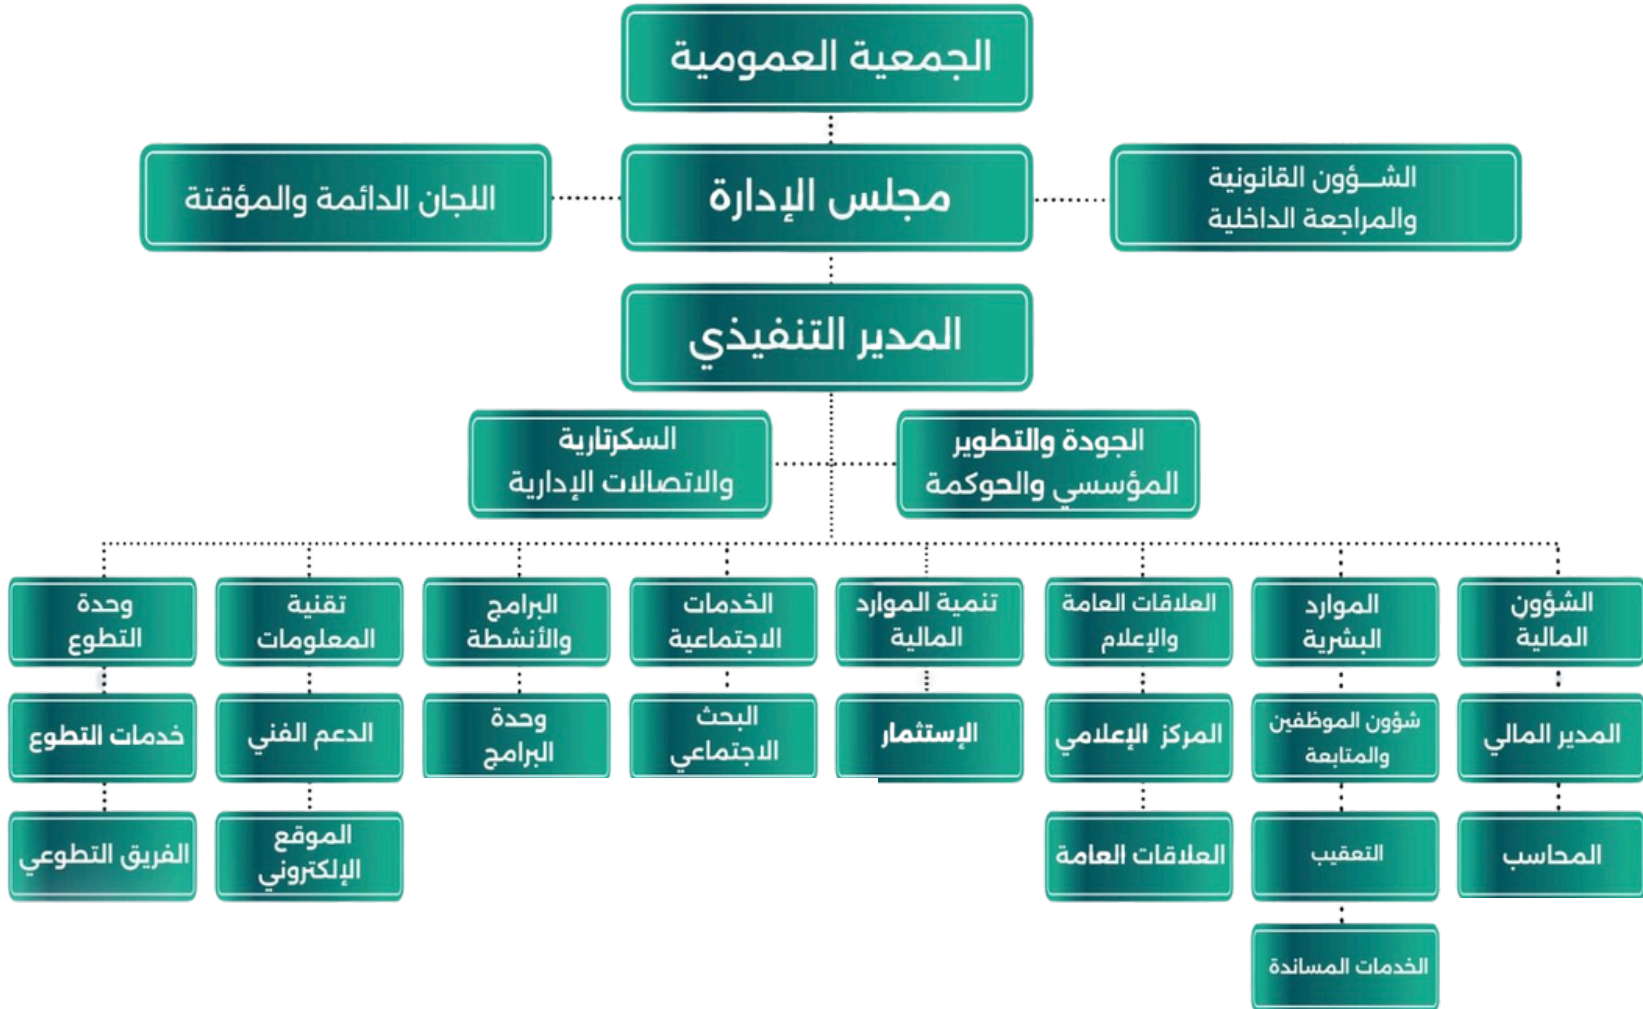 الجمعية العمومية
الشـــؤون القانونية
والمراجعة الداخلية
مجلس الإدارة
اللجان الدائمة والمؤقتة
المدير التنفيذي
الجودة والتطوير
المؤسسي والحوكمة
السكرتارية
والاتصالات الإدارية
الشؤون
المالية
الموارد
البشرية
العلاقات العامة
والإعلام
تنمية الموارد
المالية
الخدمات
الاجتماعية
البرامج
والأنشطة
تقنية
المعلومات
وحدة
التطوع
المدير المالي
شؤون الموظفين
والمتابعة
المركز الإعلامي
الإستثمار
البحث
الاجتماعي
وحدة
البرامج
الدعم الفني
خدمات التطوع
المحاسب
التعقيب
العلاقات العامة
الموقع
الإلكتروني
الفريق التطوعي
الخدمات المساندة